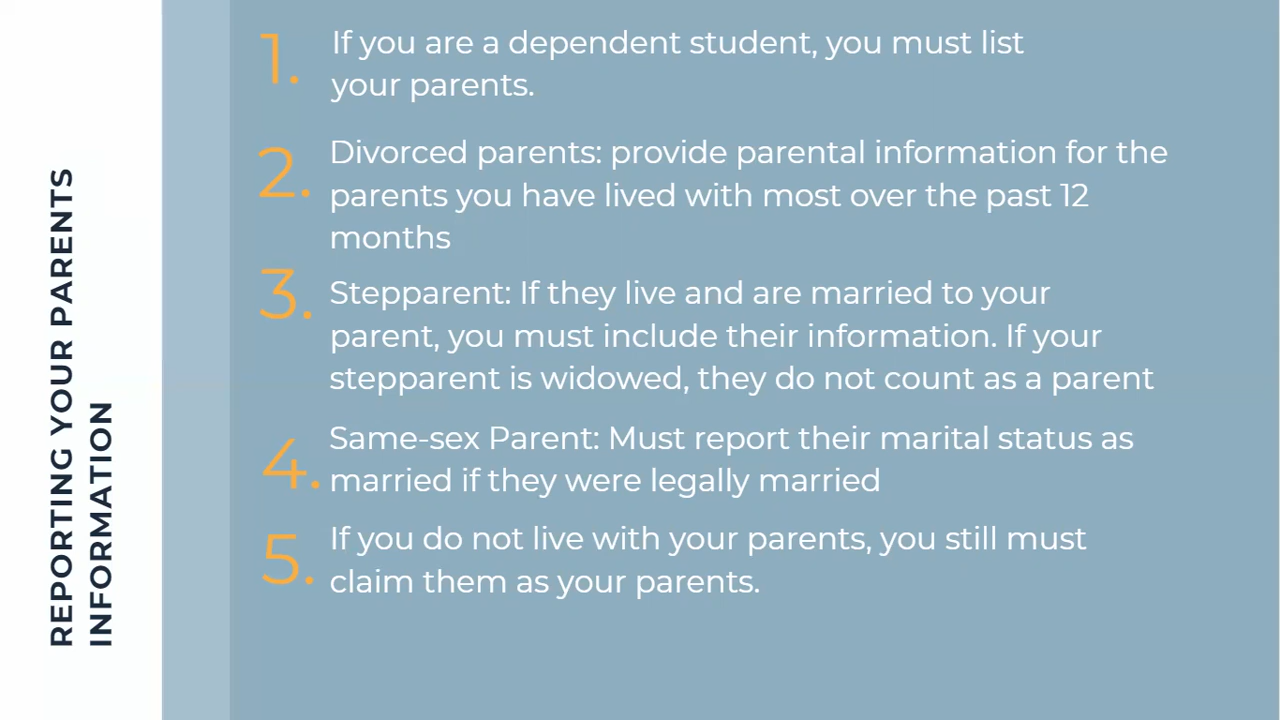 REPORTING YOUR PARENTS
INFORMATION
1. If you are a dependent student, you must list
your parents.
2. Divorced parents: provide parental information for the
parents you have lived with most over the past 12
months
3. Stepparent: If they live and are married to your
parent, you must include their information. If your
stepparent is widowed, they do not count as a parent
4. Same-sex Parent: Must report their marital status as
married if they were legally married
5. If you do not live with your parents, you still must
claim them as your parents.